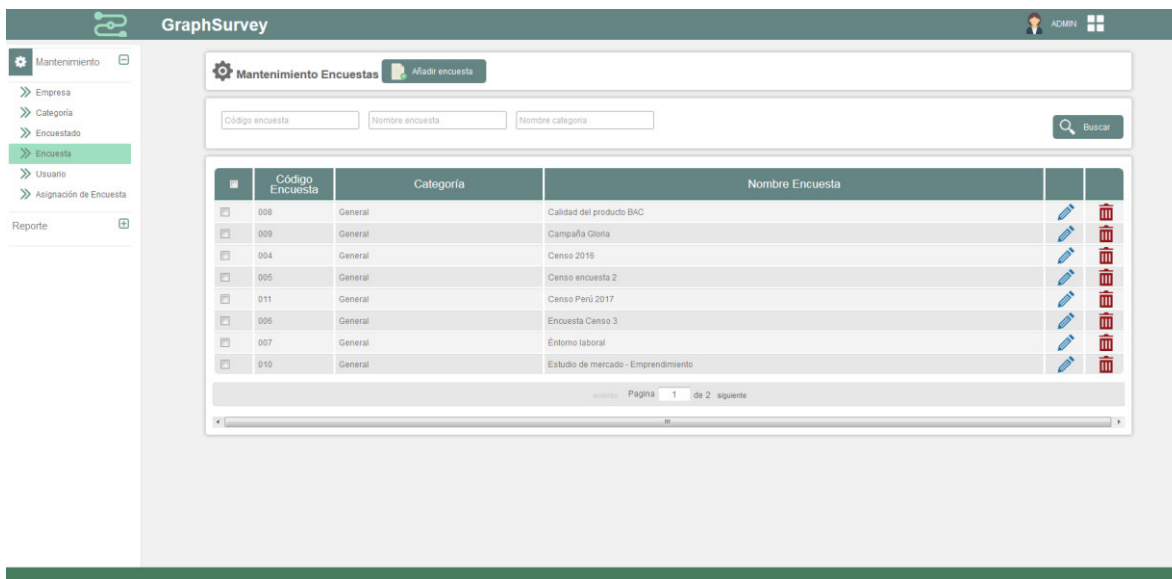 GraphSurvey
ADMIN
Mantenimiento
Empresa
Categoría
Encuestado
Encuesta
Usuario
Asignación de Encuesta
Reporte
Mantenimiento Encuestas
Añadir encuesta
Código encuesta
Nombre encuesta
Nombre categoria
Buscar
Código Encuesta Categoría Nombre Encuesta
008 General Calidad del producto BAC
009 General Campaña Gloria
004 General Censo 2016
005 General Censo encuesta 2
011 General Censo Perú 2017
006 General Encuesta Censo 3
007 General Entorno laboral
010 General Estudio de mercado - Emprendimiento
Pagina 1 de 2 siguiente